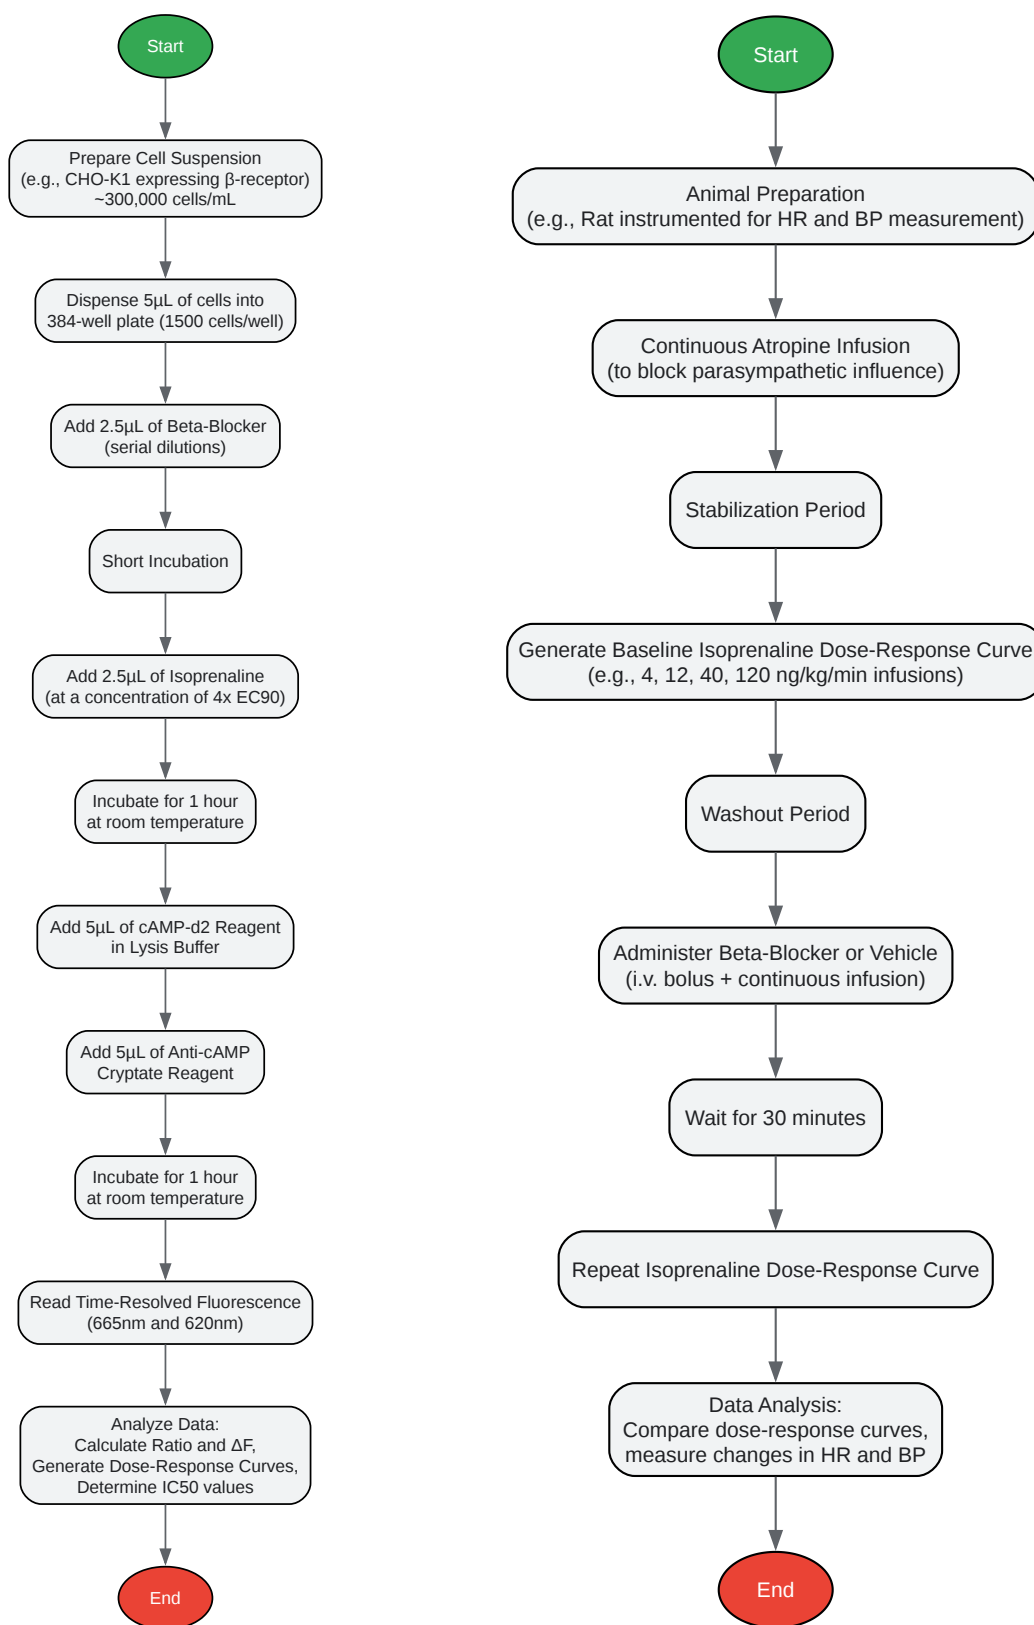 Start
Prepare Cell Suspension
(e.g., CHO-K1 expressing β-receptor)
~300,000 cells/mL
Dispense 5µL of cells into
384-well plate (1500 cells/well)
Add 2.5µL of Beta-Blocker
(serial dilutions)
Short Incubation
Add 2.5µL of Isoprenaline
(at a concentration of 4x EC90)
Incubate for 1 hour
at room temperature
Add 5µL of cAMP-d2 Reagent
in Lysis Buffer
Add 5µL of Anti-cAMP
Cryptate Reagent
Incubate for 1 hour
at room temperature
Read Time-Resolved Fluorescence
(665nm and 620nm)
Analyze Data:
Calculate Ratio and ΔF,
Generate Dose-Response Curves,
Determine IC50 values
End
Start
Animal Preparation
(e.g., Rat instrumented for HR and BP measurement)
Continuous Atropine Infusion
(to block parasympathetic influence)
Stabilization Period
Generate Baseline Isoprenaline Dose-Response Curve
(e.g., 4, 12, 40, 120 ng/kg/min infusions)
Washout Period
Administer Beta-Blocker or Vehicle
(i.v. bolus + continuous infusion)
Wait for 30 minutes
Repeat Isoprenaline Dose-Response Curve
Data Analysis:
Compare dose-response curves,
measure changes in HR and BP
End